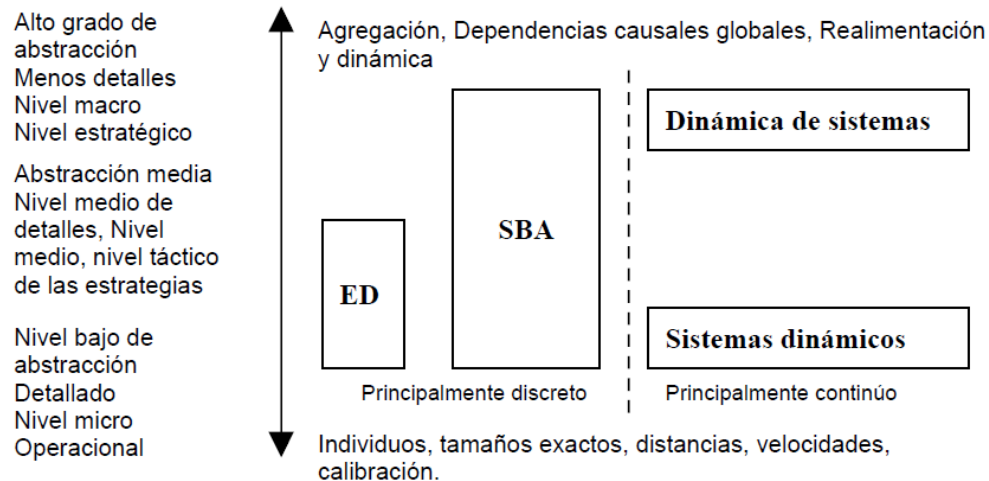 Alto grado de
abstracción
Menos detalles
Nivel macro
Nivel estratégico
Abstracción media
Nivel medio de
detalles, Nivel
medio, nivel táctico
de las estrategias
Nivel bajo de
abstracción
Detallado
Nivel micro
Operacional
Agregación, Dependencias causales globales, Realimentación
y dinámica
ED
SBA
Dinámica de sistemas
Sistemas dinámicos
Principalmente discreto
Principalmente continúo
Individuos, tamaños exactos, distancias, velocidades,
calibración.